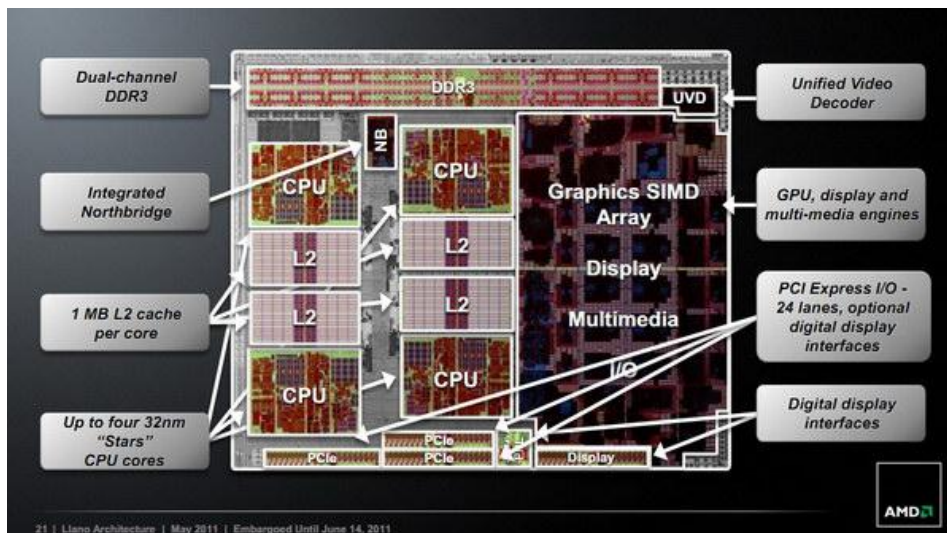 Dual-channel
DDR3
Integrated
Northbridge
1 MB L2 cache
per core
Up to four 32nm
“Stars”
CPU cores
DDR3
UVD
NB
CPU
CPU
L2
L2
L2
L2
CPU
CPU
Graphics SIMD
Array
Display
Multimedia
I/O
PCIe
PCIe
PCIe
Display
Unified Video
Decoder
GPU, display and
multi-media engines
PCI Express I/O -
24 lanes, optional
digital display
interfaces
Digital display
interfaces
AMD
21 | Llano Architecture | May 2011 | Embargoed Until June 14, 2011